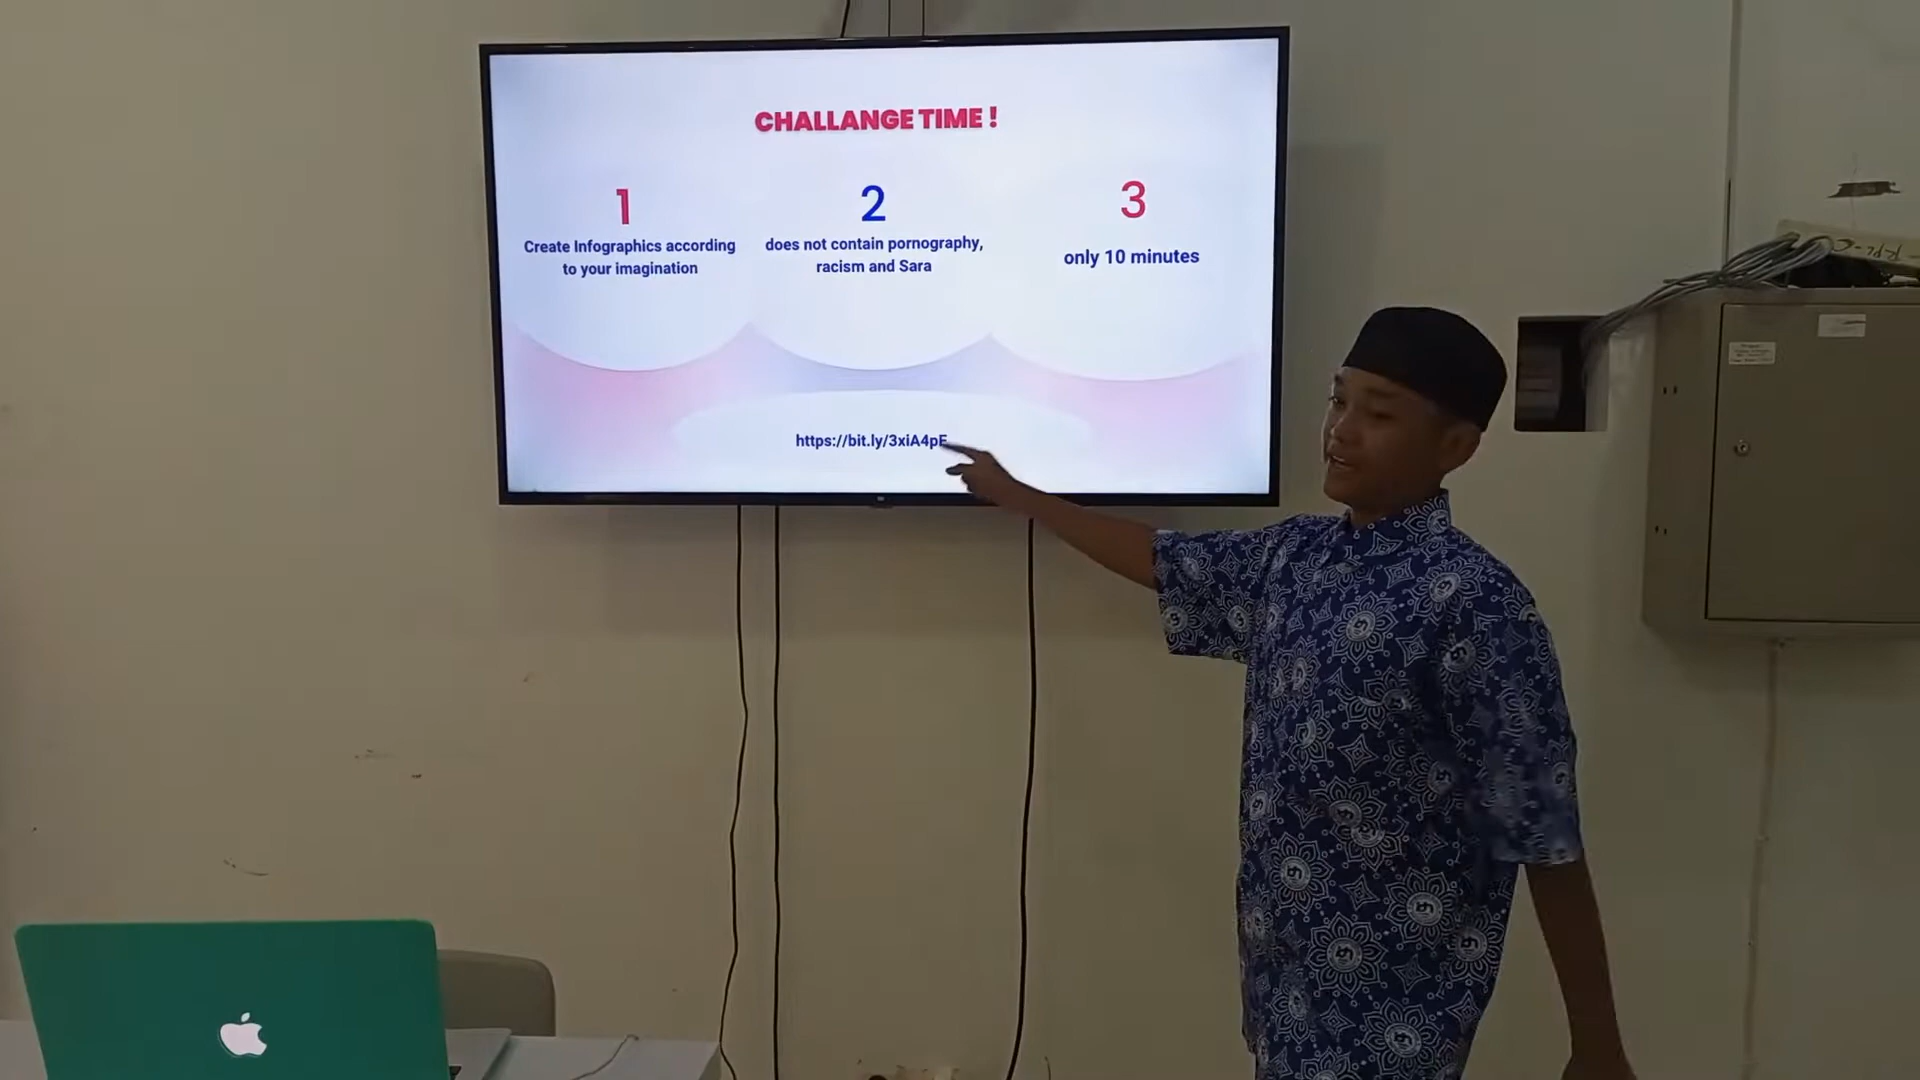 CHALLANGE TIME !
1
Create Infographics according
to your imagination
2
does not contain pornography,
racism and Sara
3
only 10 minutes
https://bit.ly/3xiA4pE